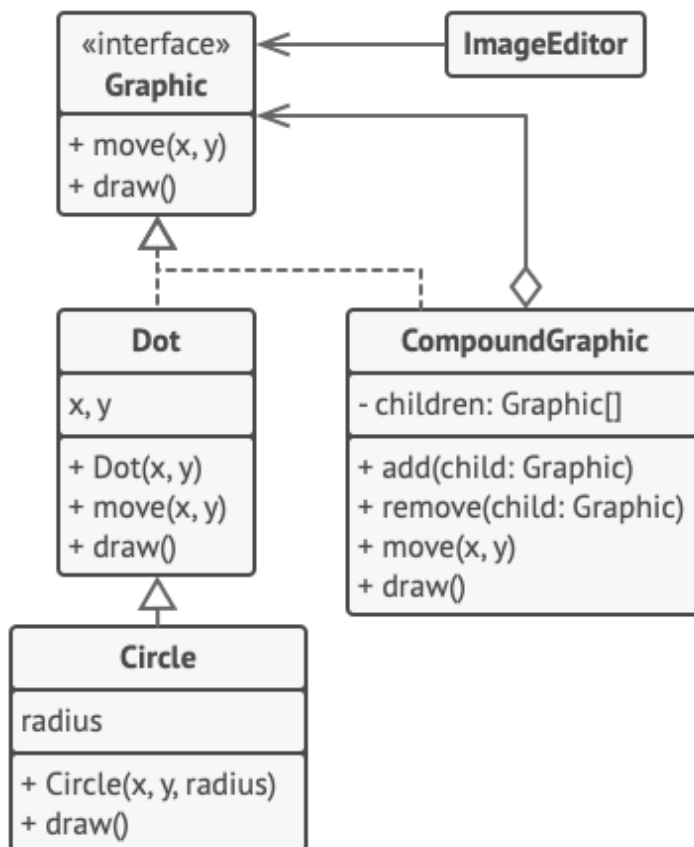 «interface»
Graphic
+ move(x, y)
+ draw()
ImageEditor
Dot
x, y
+ Dot(x, y)
+ move(x, y)
+ draw()
CompoundGraphic
- children: Graphic[]
+ add(child: Graphic)
+ remove(child: Graphic)
+ move(x, y)
+ draw()
Circle
radius
+ Circle(x, y, radius)
+ draw()